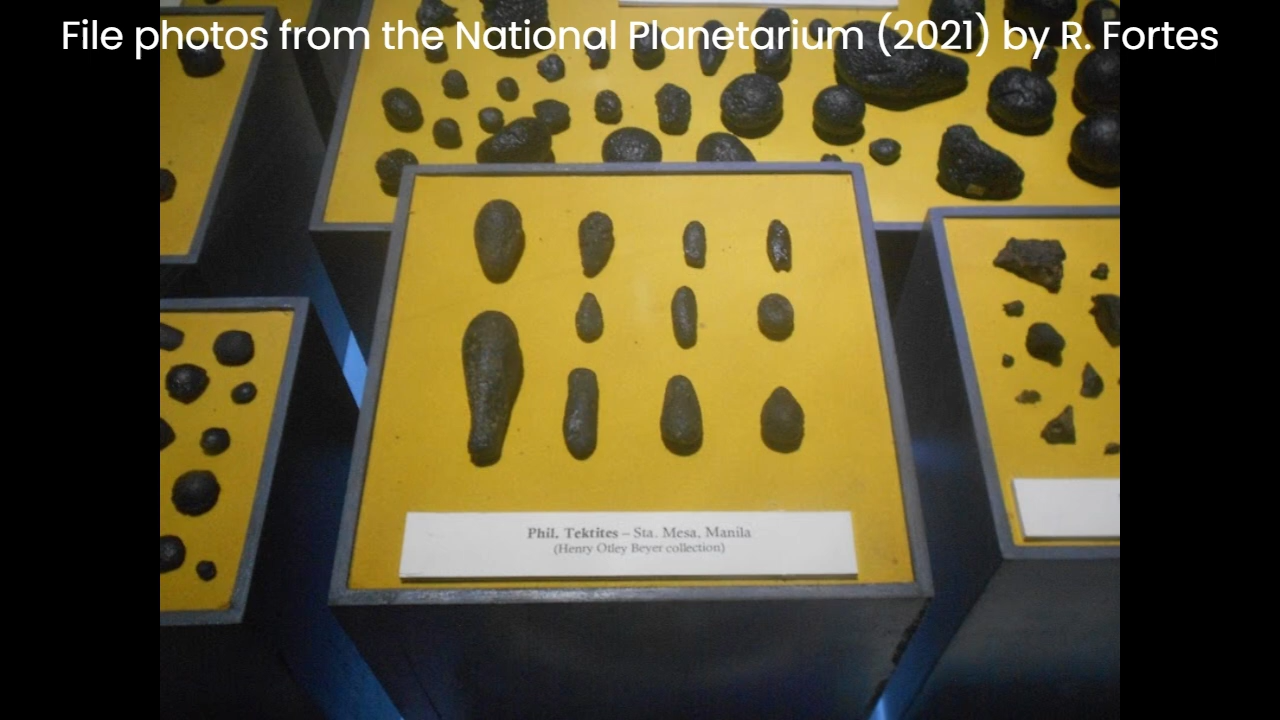 File photos from the National Planetarium (2021) by R. Fortes
Phil. Tektites – Sta. Mesa, Manila
(Henry Otley Beyer collection)